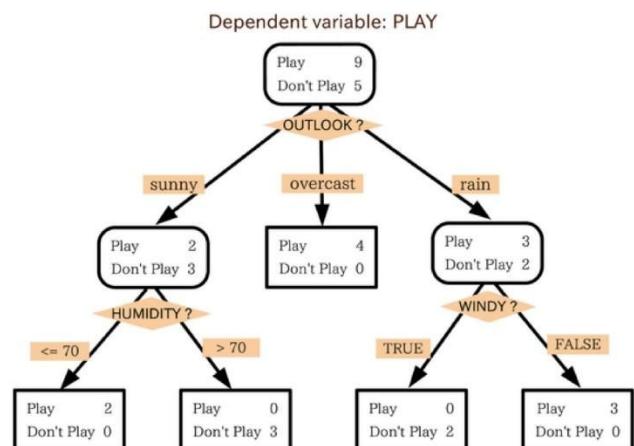 Dependent variable: PLAY
Play 9
Don't Play 5
OUTLOOK ?
sunny
overcast
rain
Play 2
Don't Play 3
Play 4
Don't Play 0
Play 3
Don't Play 2
HUMIDITY ?
WINDY ?
<= 70
> 70
TRUE
FALSE
Play 2
Don't Play 0
Play 0
Don't Play 3
Play 0
Don't Play 2
Play 3
Don't Play 0